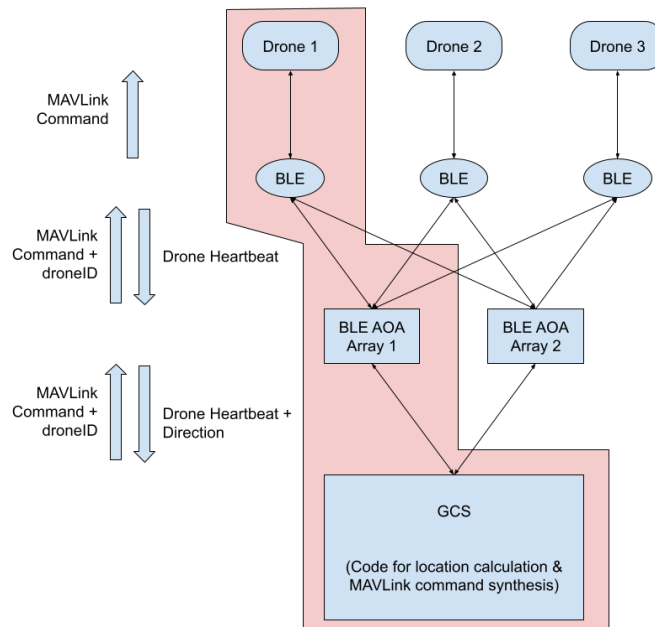 Drone 1
Drone 2
Drone 3
MAVLink
Command
BLE
BLE
BLE
MAVLink
Command +
droneID
Drone Heartbeat
BLE AOA
Array 1
BLE AOA
Array 2
MAVLink
Command +
droneID
Drone Heartbeat +
Direction
GCS
(Code for location calculation &
MAVLink command synthesis)